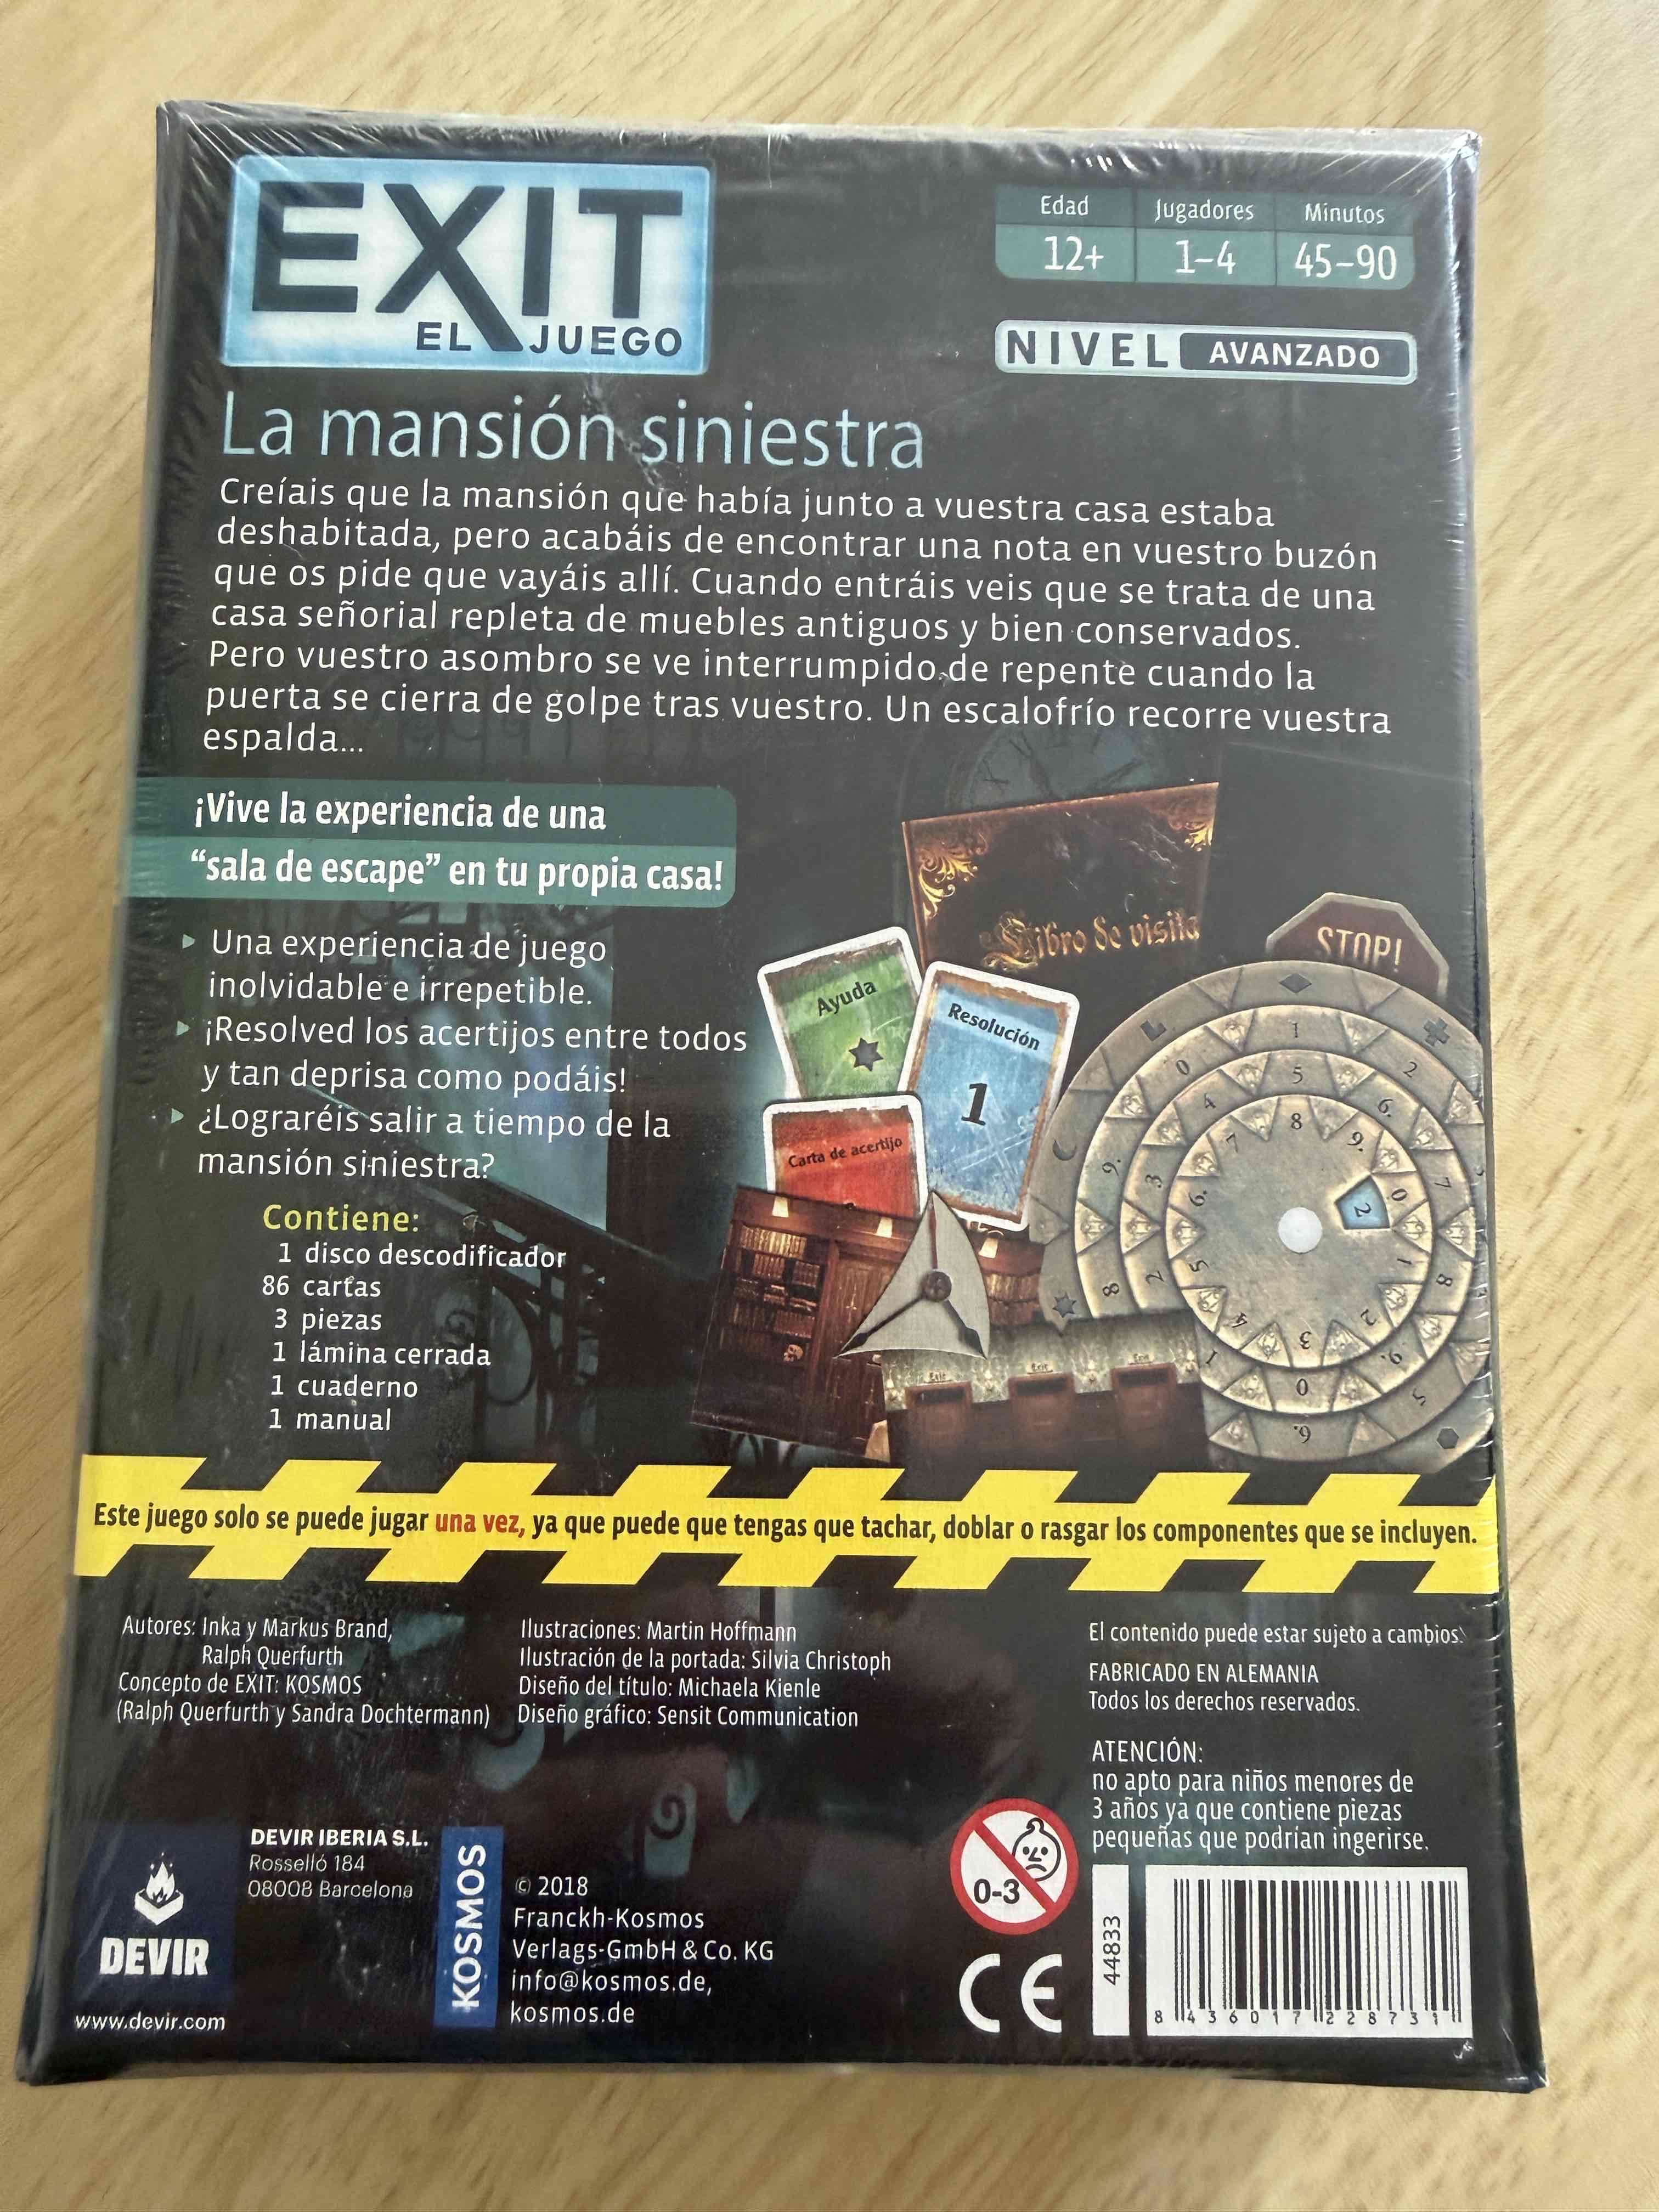 EXIT
EL JUEGO
Edad
12+
Jugadores
1–4
Minutos
45–90
NIVEL AVANZADO
La mansión siniestra
Creíais que la mansión que había junto a vuestra casa estaba
deshabitada, pero acabáis de encontrar una nota en vuestro buzón
que os pide que vayáis allí. Cuando entráis veis que se trata de una
casa señorial repleta de muebles antiguos y bien conservados.
Pero vuestro asombro se ve interrumpido de repente cuando la
puerta se cierra de golpe tras vuestro. Un escalofrío recorre vuestra
espalda...
¡Vive la experiencia de una
“sala de escape” en tu propia casa!
Una experiencia de juego
inolvidable e irrepetible.
¡Resolved los acertijos entre todos
y tan deprisa como podáis!
¿Lograréis salir a tiempo de la
mansión siniestra?
Libro de visita
STOP!
Ayuda
Resolución
1
Carta de acertijo
Contiene:
1 disco descodificador
86 cartas
3 piezas
1 lámina cerrada
1 cuaderno
1 manual
Este juego solo se puede jugar una vez, ya que puede que tengas que tachar, doblar o rasgar los componentes que se incluyen.
Autores: Inka y Markus Brand,
Ralph Querfurth
Concepto de EXIT: KOSMOS
(Ralph Querfurth y Sandra Dochtermann)
Ilustraciones: Martin Hoffmann
Ilustración de la portada: Silvia Christoph
Diseño del título: Michaela Kienle
Diseño gráfico: Sensit Communication
El contenido puede estar sujeto a cambios.
FABRICADO EN ALEMANIA
Todos los derechos reservados.
ATENCIÓN:
no apto para niños menores de
3 años ya que contiene piezas
pequeñas que podrían ingerirse.
DEVIR
www.devir.com
DEVIR IBERIA S.L.
Rosselló 184
08008 Barcelona
KOSMOS
© 2018
Franckh-Kosmos
Verlags-GmbH & Co. KG
info@kosmos.de,
kosmos.de
0-3
CE
44833
8 436017 228731